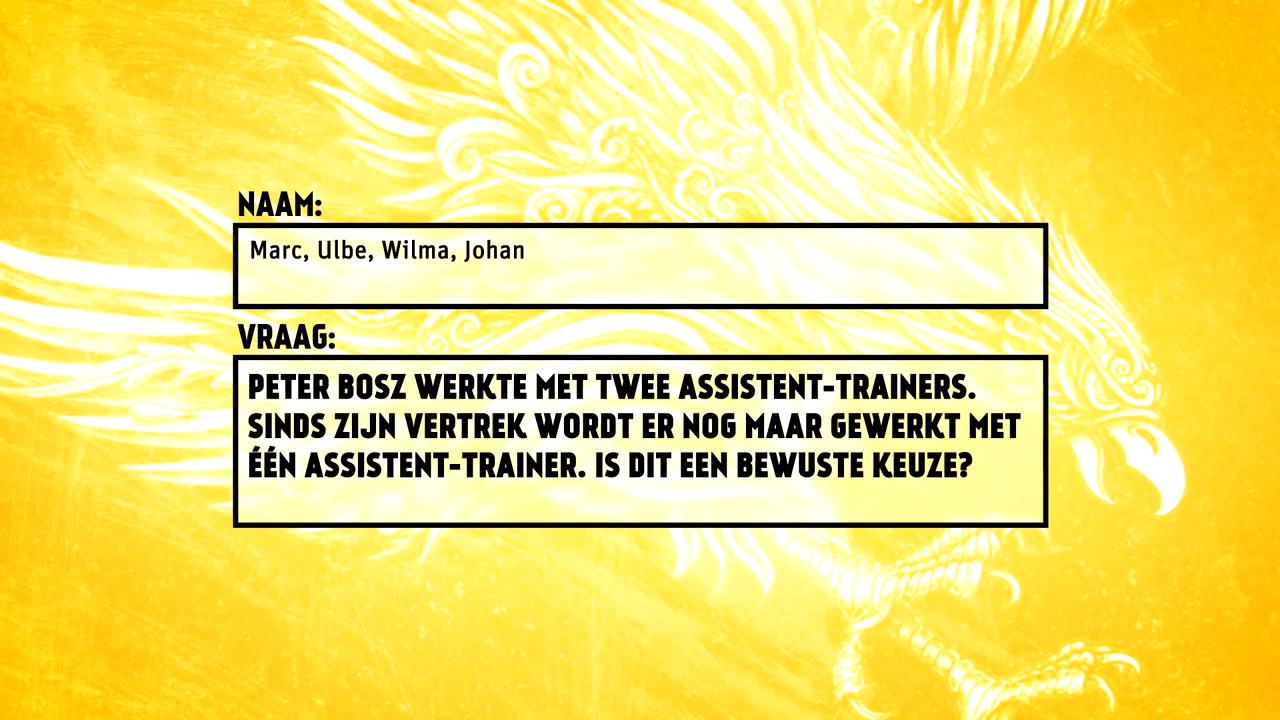 NAAM:
Marc, Ulbe, Wilma, Johan
VRAAG:
PETER BOSZ WERKTE MET TWEE ASSISTENT-TRAINERS.
SINDS ZIJN VERTREK WORDT ER NOG MAAR GEWERKT MET
ÉÉN ASSISTENT-TRAINER. IS DIT EEN BEWUSTE KEUZE?